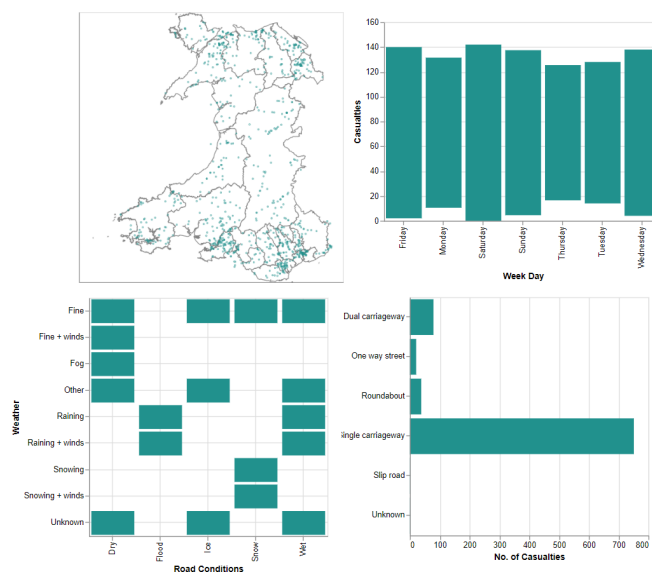 160
140
120
100
80
60
40
20
0
Casualties
Friday
Monday
Saturday
Sunday
Thursday
Tuesday
Wednesday
Week Day
Weather
Fine
Fine + winds
Fog
Other
Raining
Raining + winds
Snowing
Snowing + winds
Unknown
Dry
Flood
Ice
Snow
Wet
Road Conditions
Dual carriageway
One way street
Roundabout
ingle carriageway
Slip road
Unknown
0 100 200 300 400 500 600 700 800
No. of Casualties